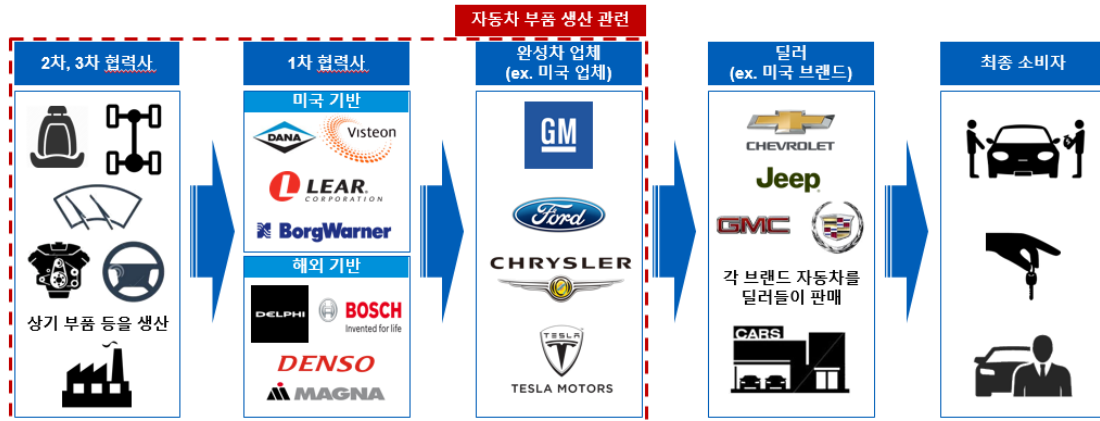 자동차 부품 생산 관련
2차, 3차 협력사
상기 부품 등을 생산
1차 협력사
미국 기반
DANA
Visteon
LEAR®
CORPORATION
BorgWarner
해외 기반
DELPHI
BOSCH
Invented for life
DENSO
MAGNA
완성차 업체
(ex. 미국 업체)
GM
Ford
CHRYSLER
TESLA
TESLA MOTORS
딜러
(ex. 미국 브랜드)
CHEVROLET
Jeep
GMC
각 브랜드 자동차를
딜러들이 판매
CARS
최종 소비자